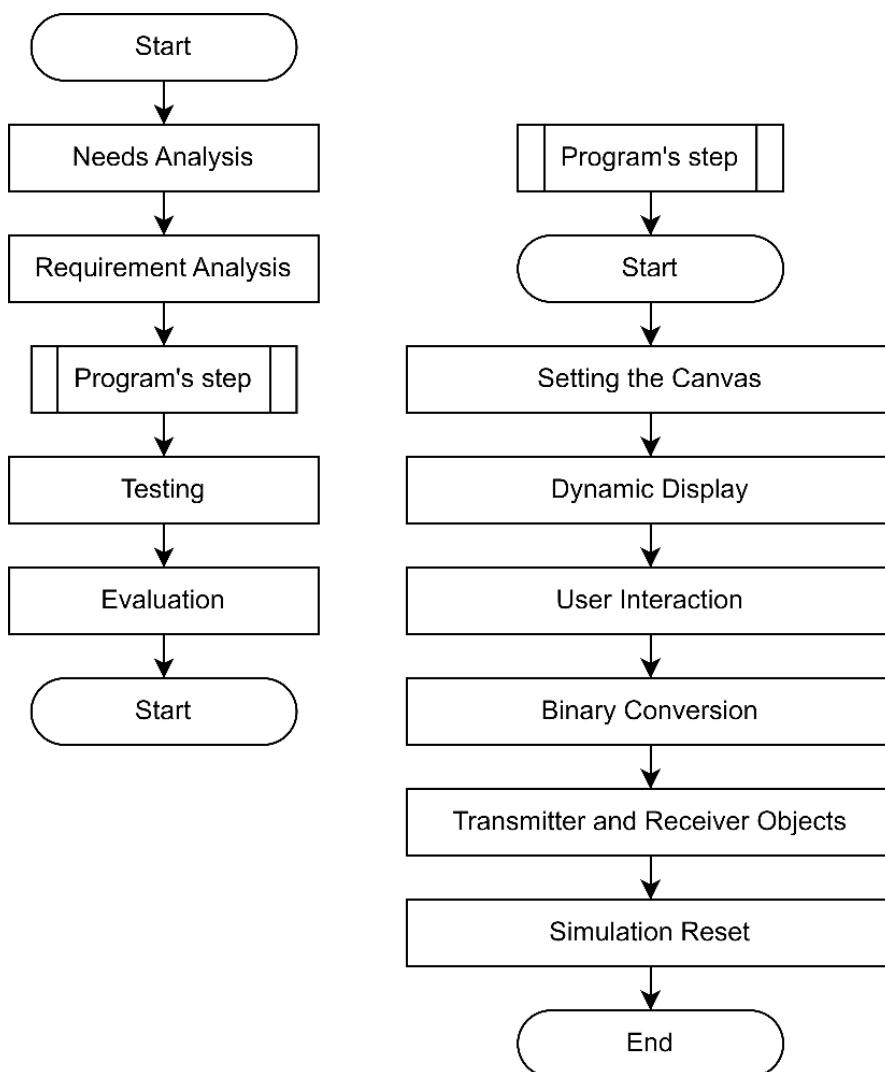 Start
Needs Analysis
Requirement Analysis
Program's step
Testing
Evaluation
Start
Program's step
Start
Setting the Canvas
Dynamic Display
User Interaction
Binary Conversion
Transmitter and Receiver Objects
Simulation Reset
End